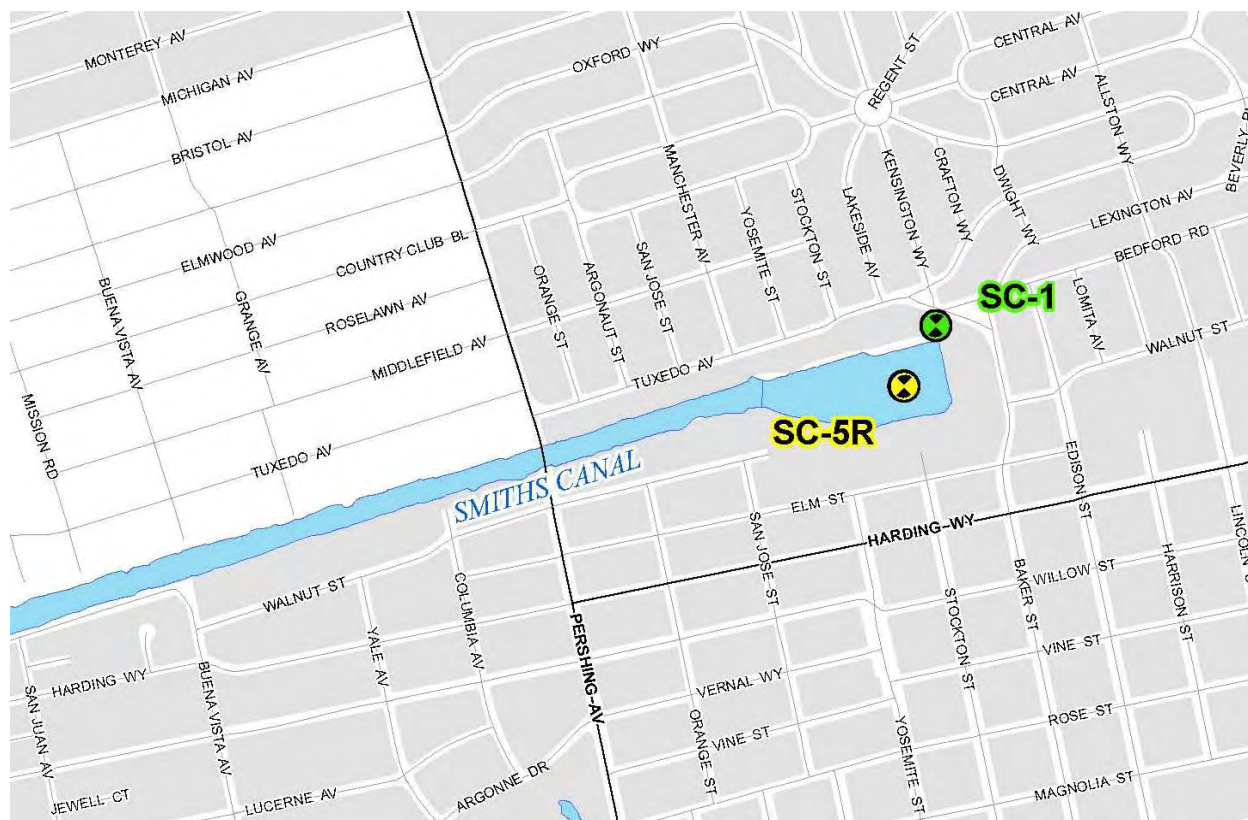 MONTEREY AV
MICHIGAN AV
BRISTOL AV
ELMWOOD AV
COUNTRY CLUB BL
ROSELAWN AV
MIDDLEFIELD AV
TUXEDO AV
MISSION RD
BUENA VISTA AV
GRANGE AV
OXFORD WY
REGENT ST
CENTRAL AV
CENTRAL AV
ALLSTON WY
MANCHESTER AV
YOSEMITE ST
STOCKTON ST
LAKESIDE AV
KENSINGTON WY
CRAFTON WY
DWIGHT WY
LEXINGTON AV
BEDFORD RD
ORANGE ST
ARGONAUT ST
SAN JOSE ST
TUXEDO AV
SC-1
LOMITA AV
WALNUT ST
SC-5R
SMITHS CANAL
ELM ST
EDISON ST
HARDING WY
SAN JOSE ST
WALNUT ST
COLUMBIA AV
YALE AV
PERSHING AV
STOCKTON ST
BAKER ST
WILLOW ST
HARRISON ST
VINE ST
HARDING WY
BUENA VISTA AV
SAN JUAN AV
VERNAL WY
ORANGE ST
VINE ST
YOSEMITE ST
ROSE ST
MAGNOLIA ST
ARGONNE DR
LUCERNE AV
JEWELL CT